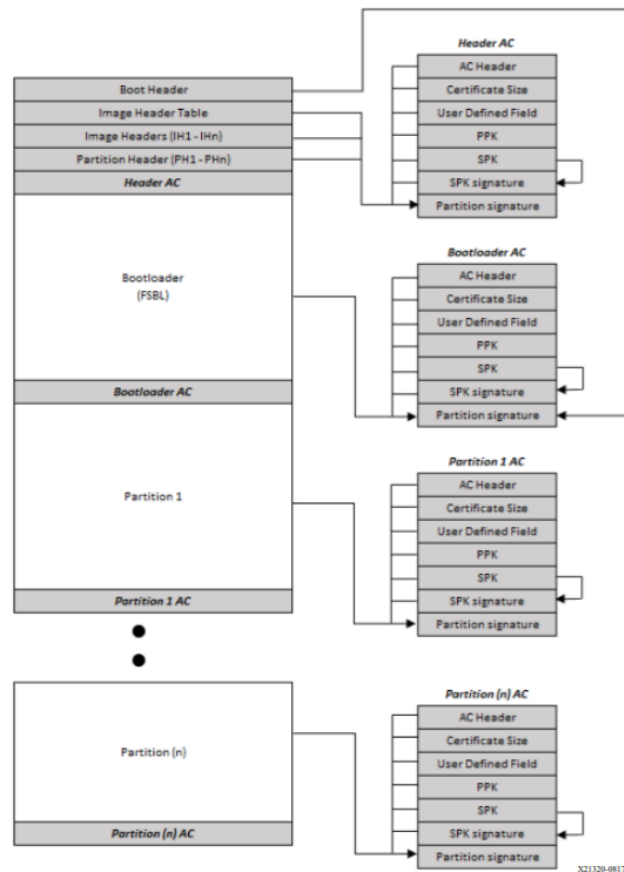 Boot Header
Image Header Table
Image Headers (IH1 - IHn)
Partition Header (PH1 - PHn)
Header AC
Bootloader
(FSBL)
Bootloader AC
Partition 1
Partition 1 AC
Partition (n)
Partition (n) AC
Header AC
AC Header
Certificate Size
User Defined Field
PPK
SPK
SPK signature
Partition signature
Bootloader AC
AC Header
Certificate Size
User Defined Field
PPK
SPK
SPK signature
Partition signature
Partition 1 AC
AC Header
Certificate Size
User Defined Field
PPK
SPK
SPK signature
Partition signature
Partition (n) AC
AC Header
Certificate Size
User Defined Field
PPK
SPK
SPK signature
Partition signature
X21320-0817